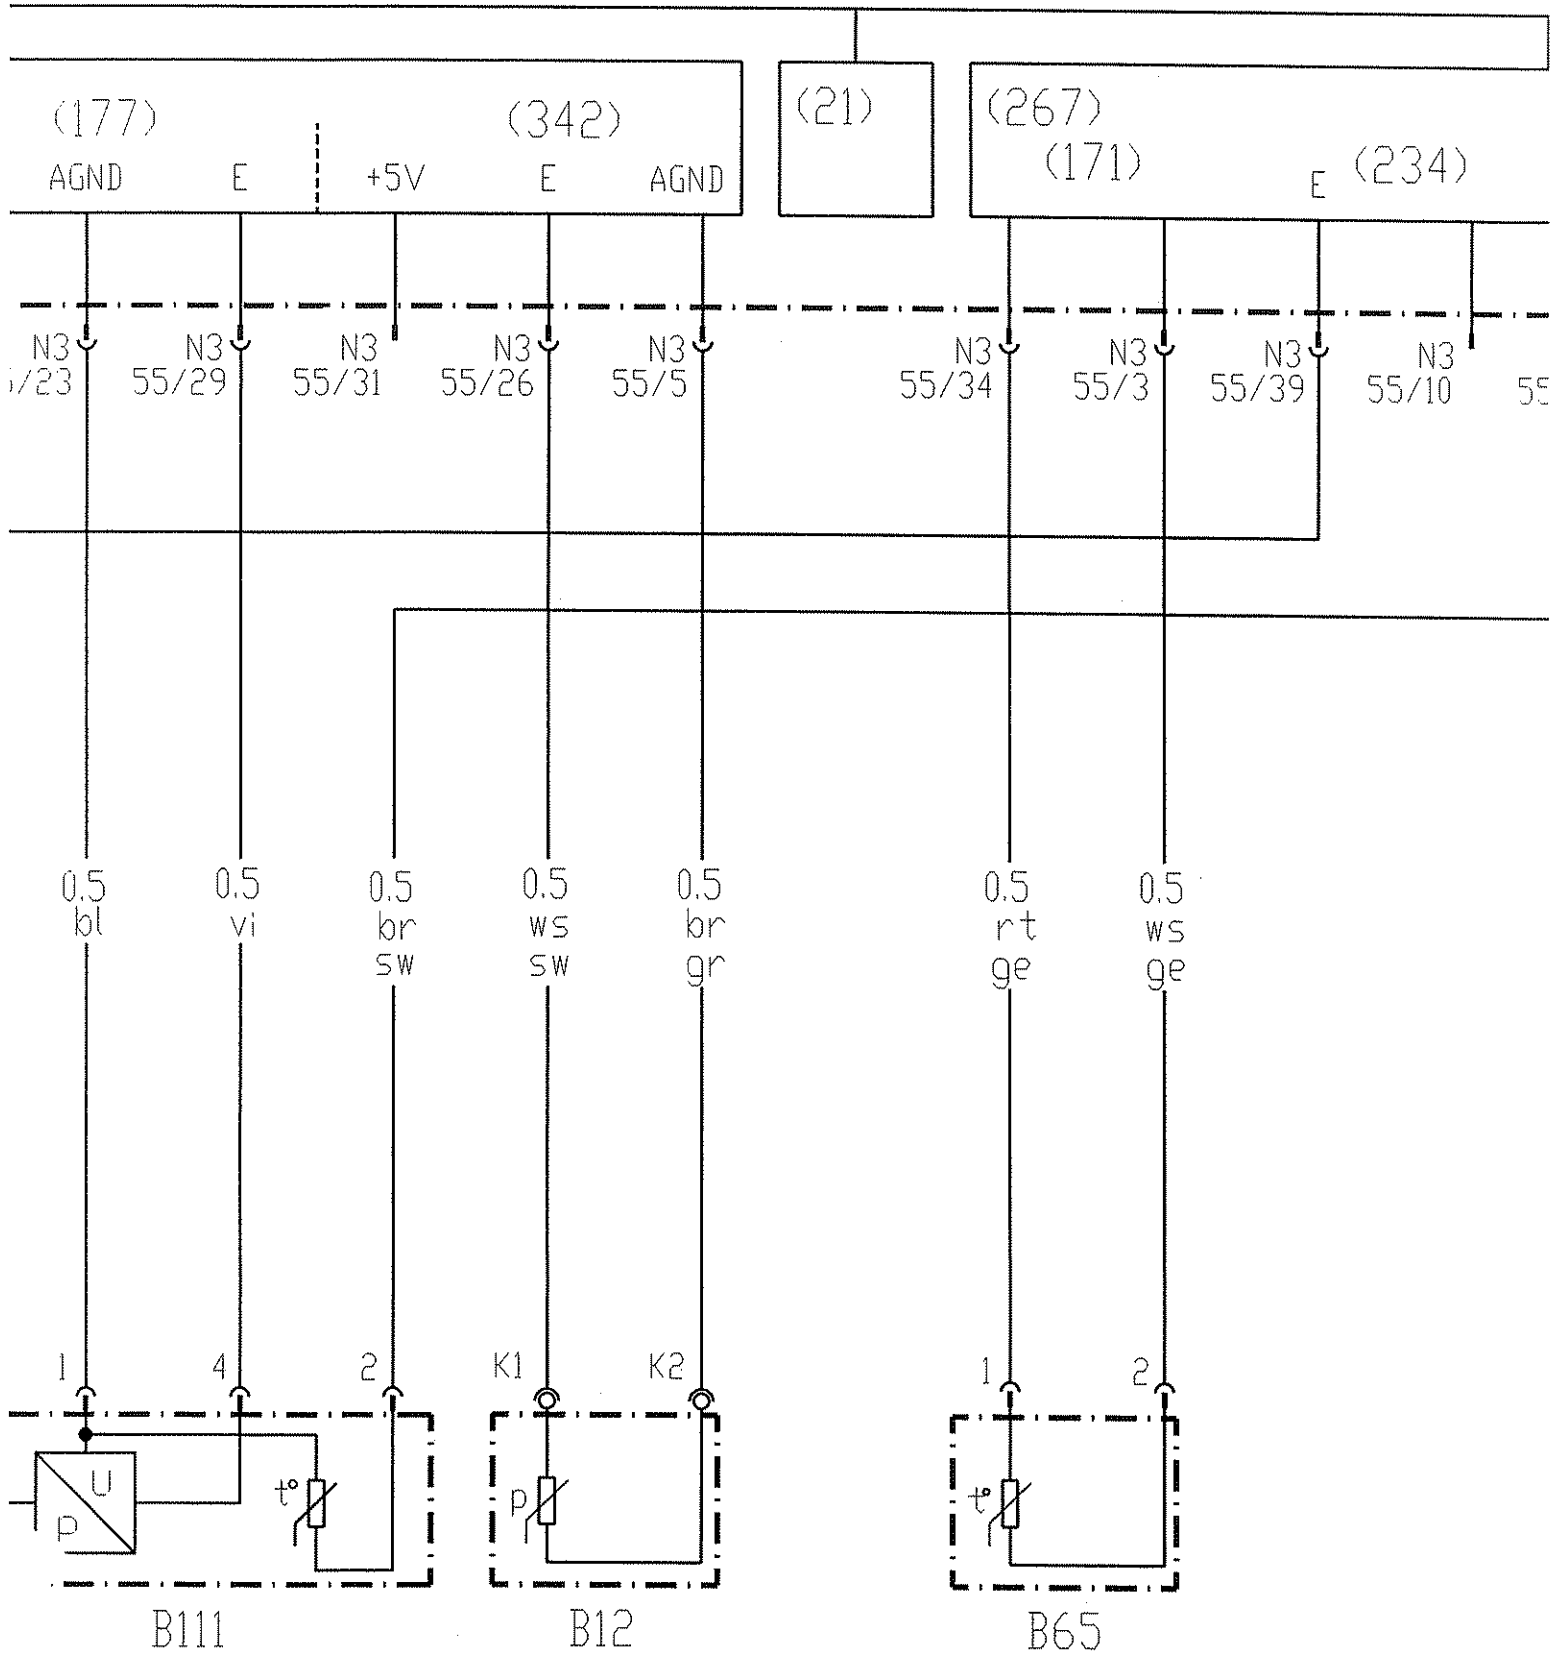 (177)
(342)
(21)
(267)
(171)
(234)
AGND
E
+5V
E
AGND
E
N3
/23
N3
55/29
N3
55/31
N3
55/26
N3
55/5
N3
55/34
N3
55/3
N3
55/39
N3
55/10
55
0.5
bl
0.5
vi
0.5
br
sw
0.5
ws
sw
0.5
br
gr
0.5
rt
ge
0.5
ws
ge
1
4
2
K1
K2
1
2
U
p
t°
p
t°
B111
B12
B65